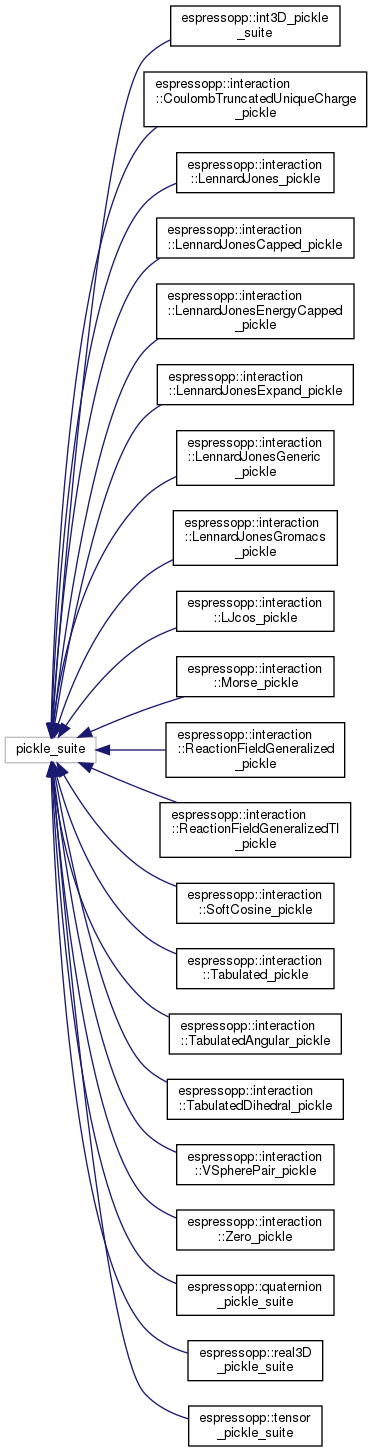 espressopp::int3D_pickle
_suite
espressopp::interaction
::CoulombTruncatedUniqueCharge
_pickle
espressopp::interaction
::LennardJones_pickle
espressopp::interaction
::LennardJonesCapped_pickle
espressopp::interaction
::LennardJonesEnergyCapped
_pickle
espressopp::interaction
::LennardJonesExpand_pickle
espressopp::interaction
::LennardJonesGeneric
_pickle
espressopp::interaction
::LennardJonesGromacs
_pickle
espressopp::interaction
::LJcos_pickle
espressopp::interaction
::Morse_pickle
pickle_suite
espressopp::interaction
::ReactionFieldGeneralized
_pickle
espressopp::interaction
::ReactionFieldGeneralizedTI
_pickle
espressopp::interaction
::SoftCosine_pickle
espressopp::interaction
::Tabulated_pickle
espressopp::interaction
::TabulatedAngular_pickle
espressopp::interaction
::TabulatedDihedral_pickle
espressopp::interaction
::VSpherePair_pickle
espressopp::interaction
::Zero_pickle
espressopp::quaternion
_pickle_suite
espressopp::real3D
_pickle_suite
espressopp::tensor
_pickle_suite